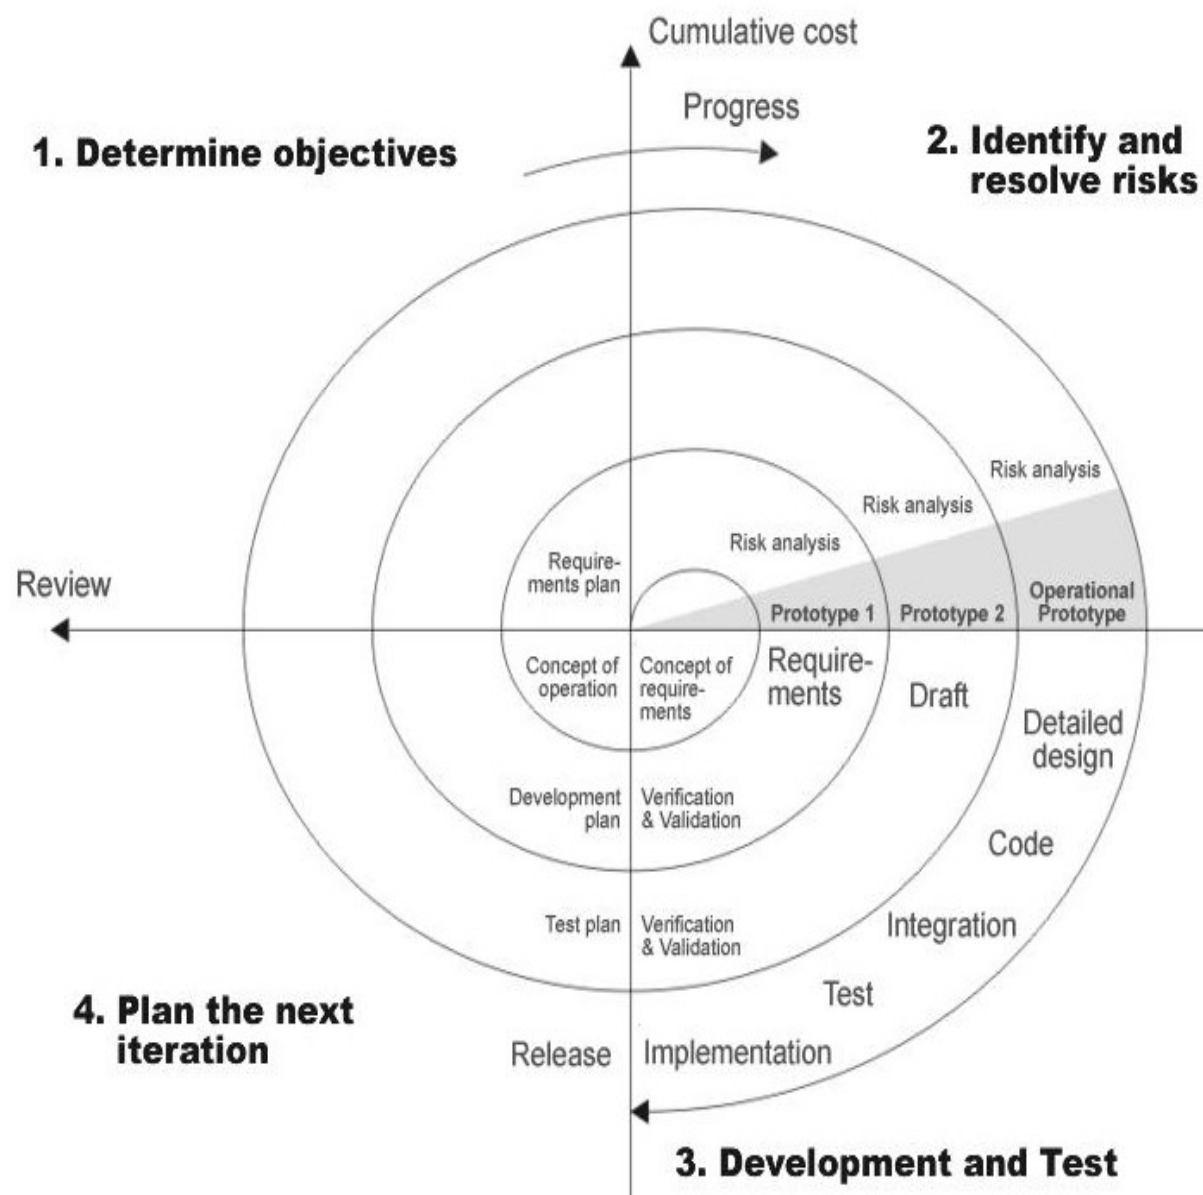 Cumulative cost
Progress
1. Determine objectives
2. Identify and
resolve risks
Risk analysis
Risk analysis
Risk analysis
Require-
ments plan
Review
Operational
Prototype
Prototype 1
Prototype 2
Concept of
operation
Concept of
require-
ments
Require-
ments
Draft
Detailed
design
Development
plan
Verification
& Validation
Code
Test plan
Verification
& Validation
Integration
Test
4. Plan the next
iteration
Release
Implementation
3. Development and Test